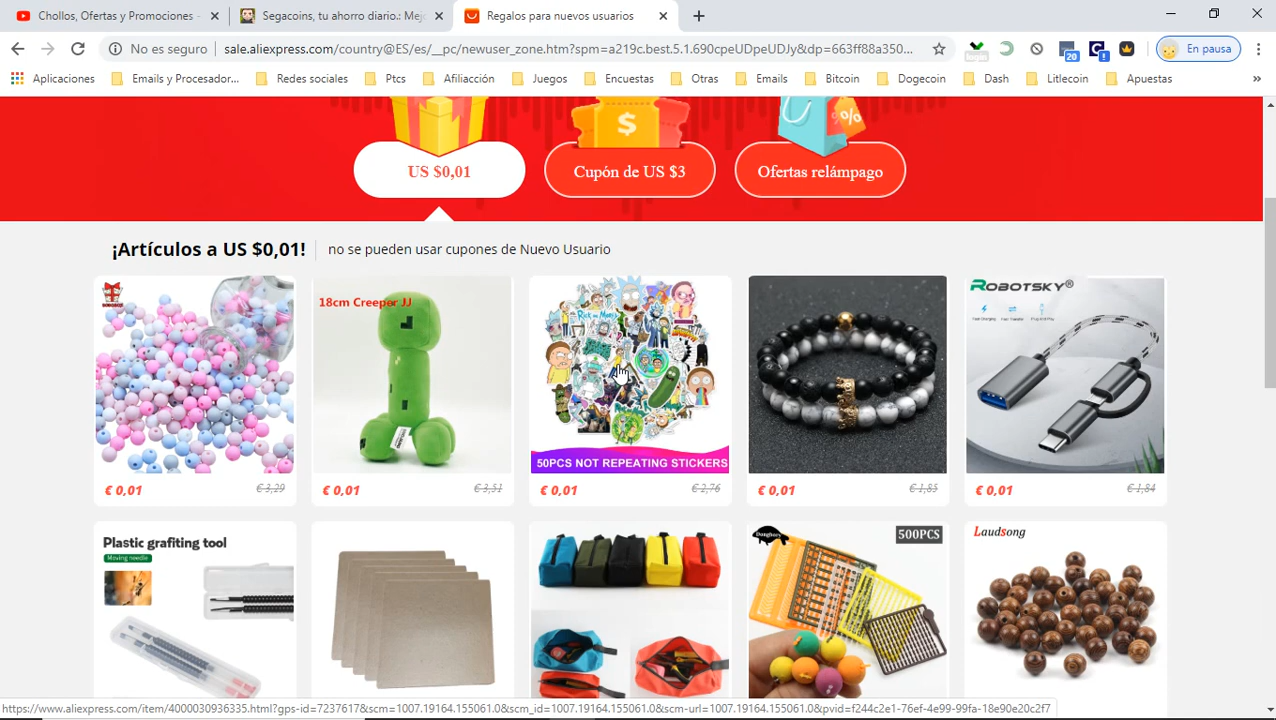 Chollos, Ofertas y Promociones -
Segacoins, tu ahorro diario.: Mejo
Regalos para nuevos usuarios
No es seguro
sale.aliexpress.com/country@ES/es/__pc/newuser_zone.htm?spm=a219c.best.5.1.690cpeUDpeUDJy&dp=663ff88a350...
20
En pausa
Aplicaciones
Emails y Procesador...
Redes sociales
Ptcs
Afiliacción
Juegos
Encuestas
Otros
Emails
Bitcoin
Dogecoin
Dash
Litlecoin
Apuestas
$
%
US $0,01
Cupón de US $3
Ofertas relámpago
¡Artículos a US $0,01!
no se pueden usar cupones de Nuevo Usuario
18cm Creeper JJ
Rick and Morty
50PCS NOT REPEATING STICKERS
ROBOTSKY®
€ 0,01
€ 3,29
€ 0,01
€ 3,51
€ 0,01
€ 2,76
€ 0,01
€ 1,85
€ 0,01
€ 1,84
Plastic grafiting tool
Moving needle
500PCS
Laudsong
https://www.aliexpress.com/item/4000030936335.html?gps-id=7237617&scm=1007.19164.155061.0&scm_id=1007.19164.155061.0&scm-url=1007.19164.155061.0&pvid=f244c2e1-76ef-4e99-99fa-18e90e20c2f7